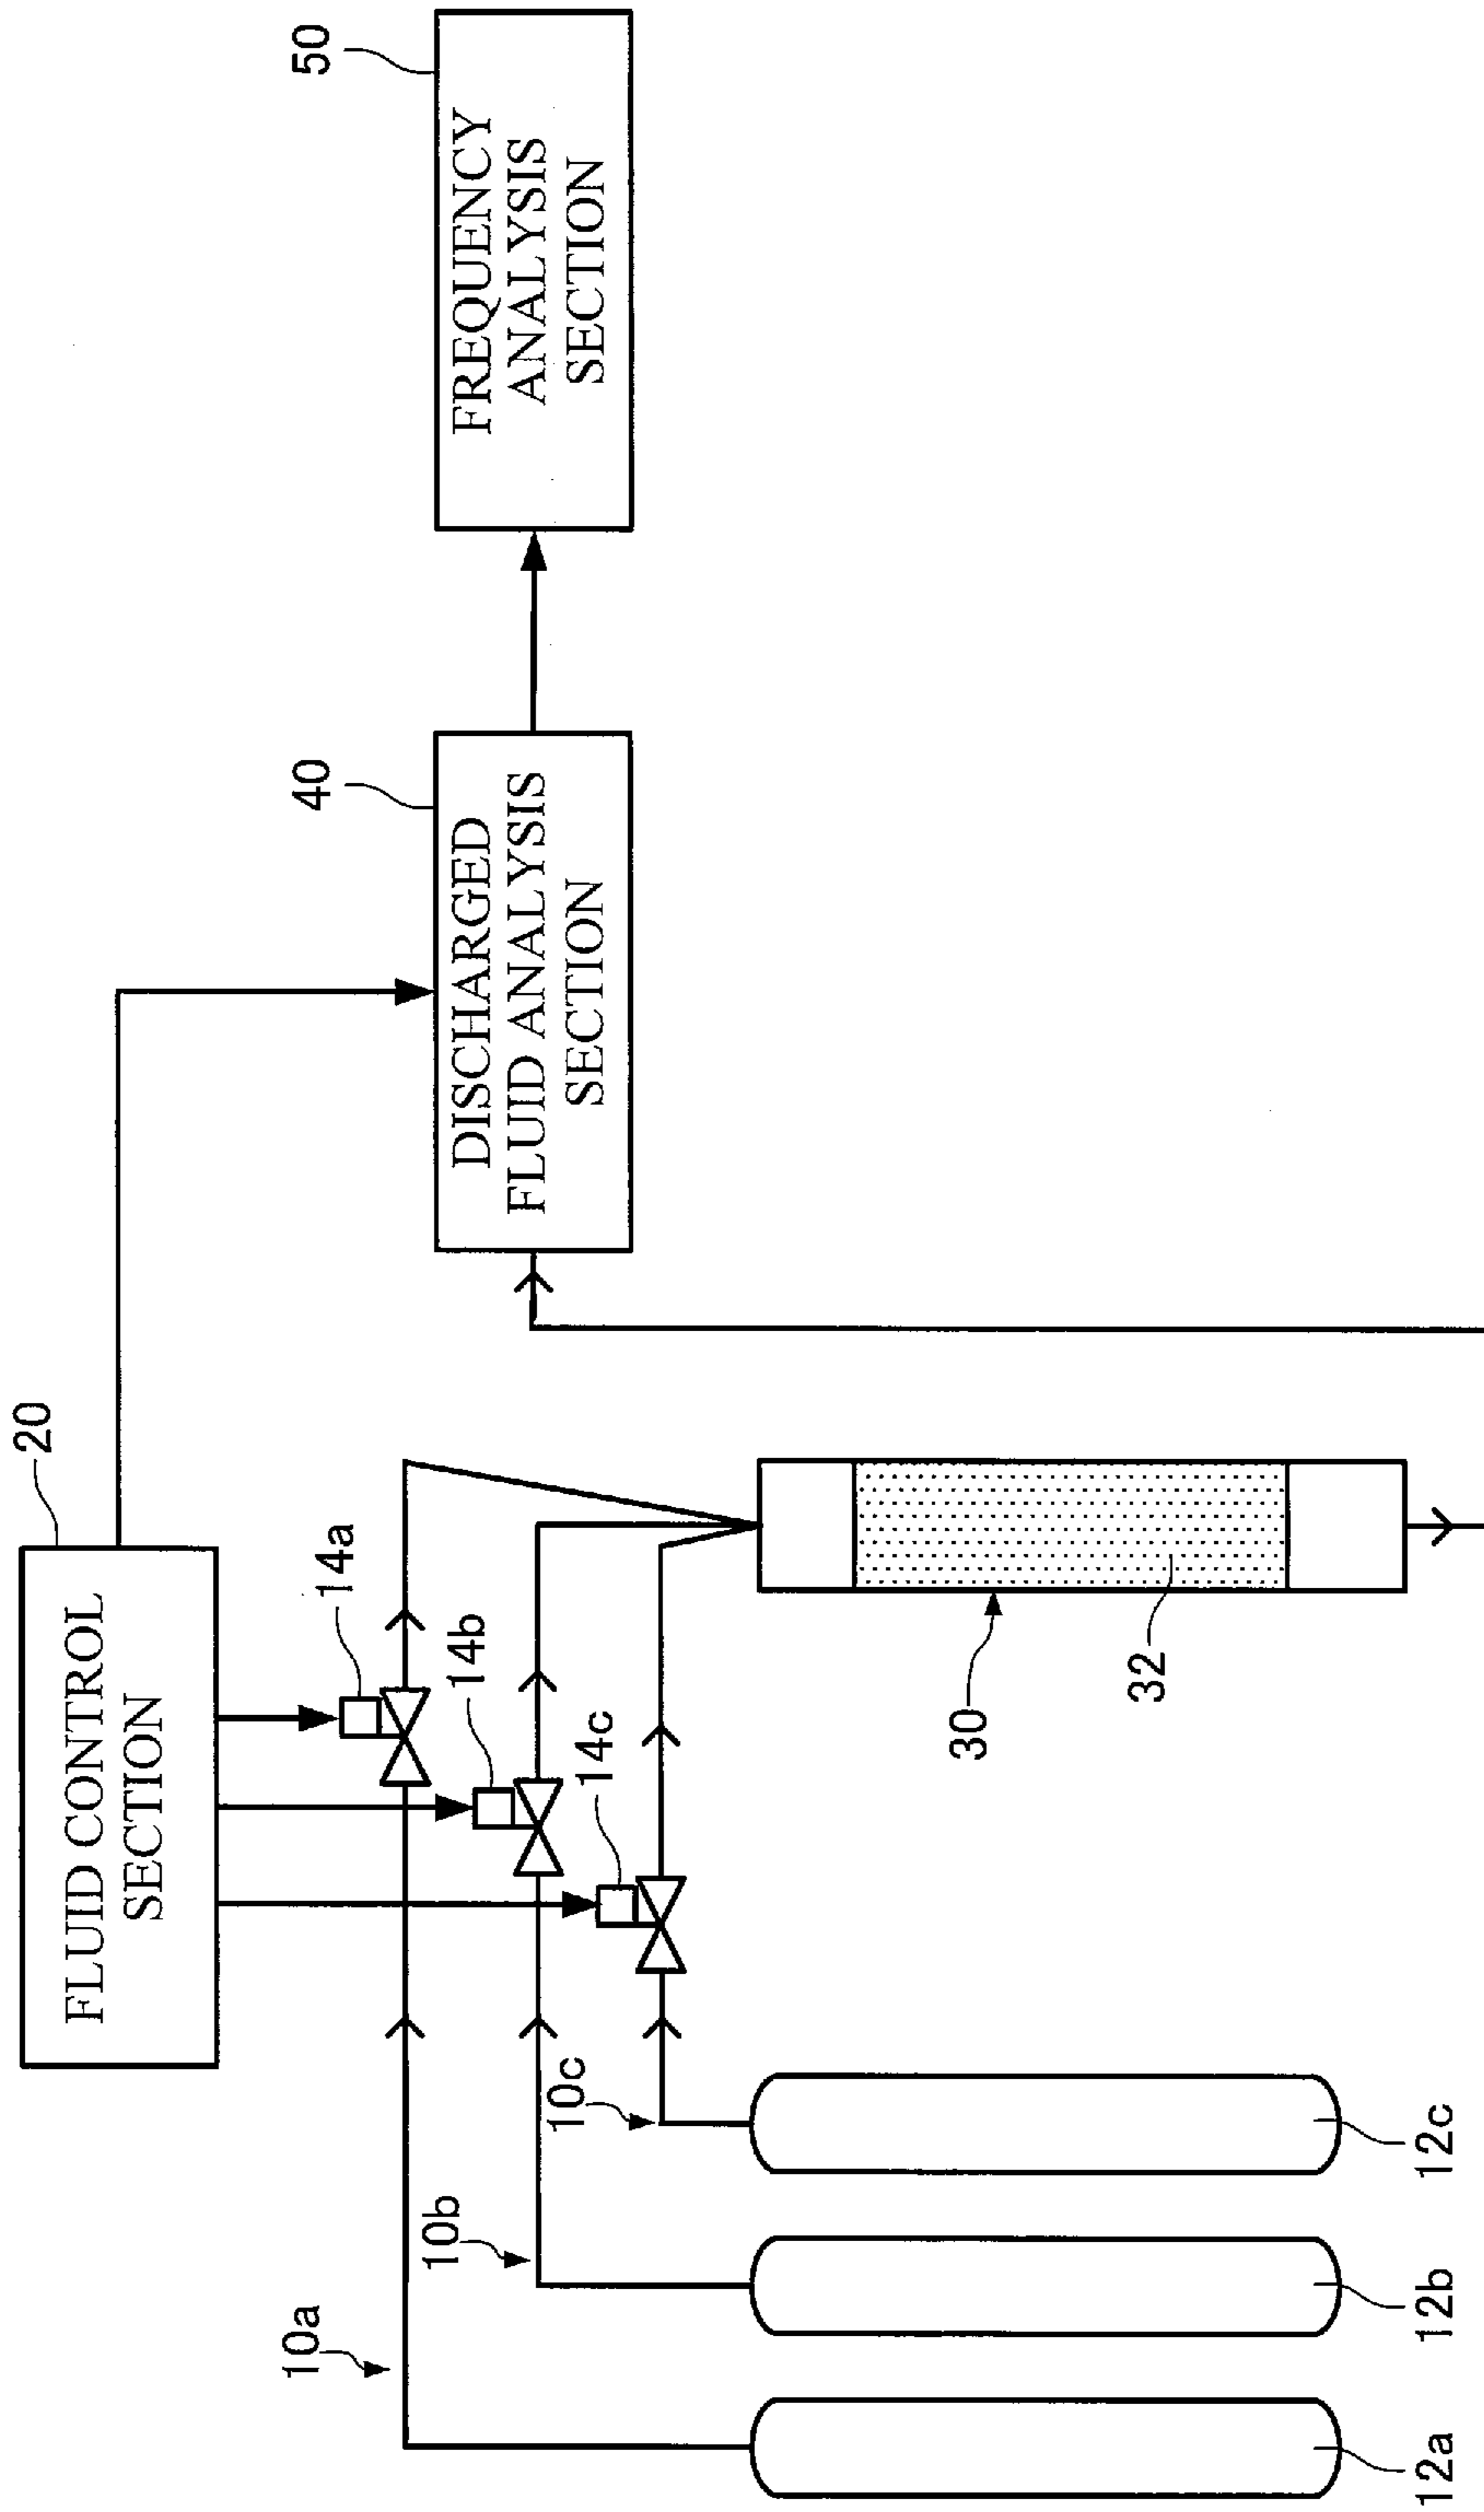 20
FLUID CONTROL
SECTION
50
FREQUENCY
ANALYSIS
SECTION
40
DISCHARGED
FLUID ANALYSIS
SECTION
10a
14a
10b
14b
10c
14c
30
32
12a
12b
12c